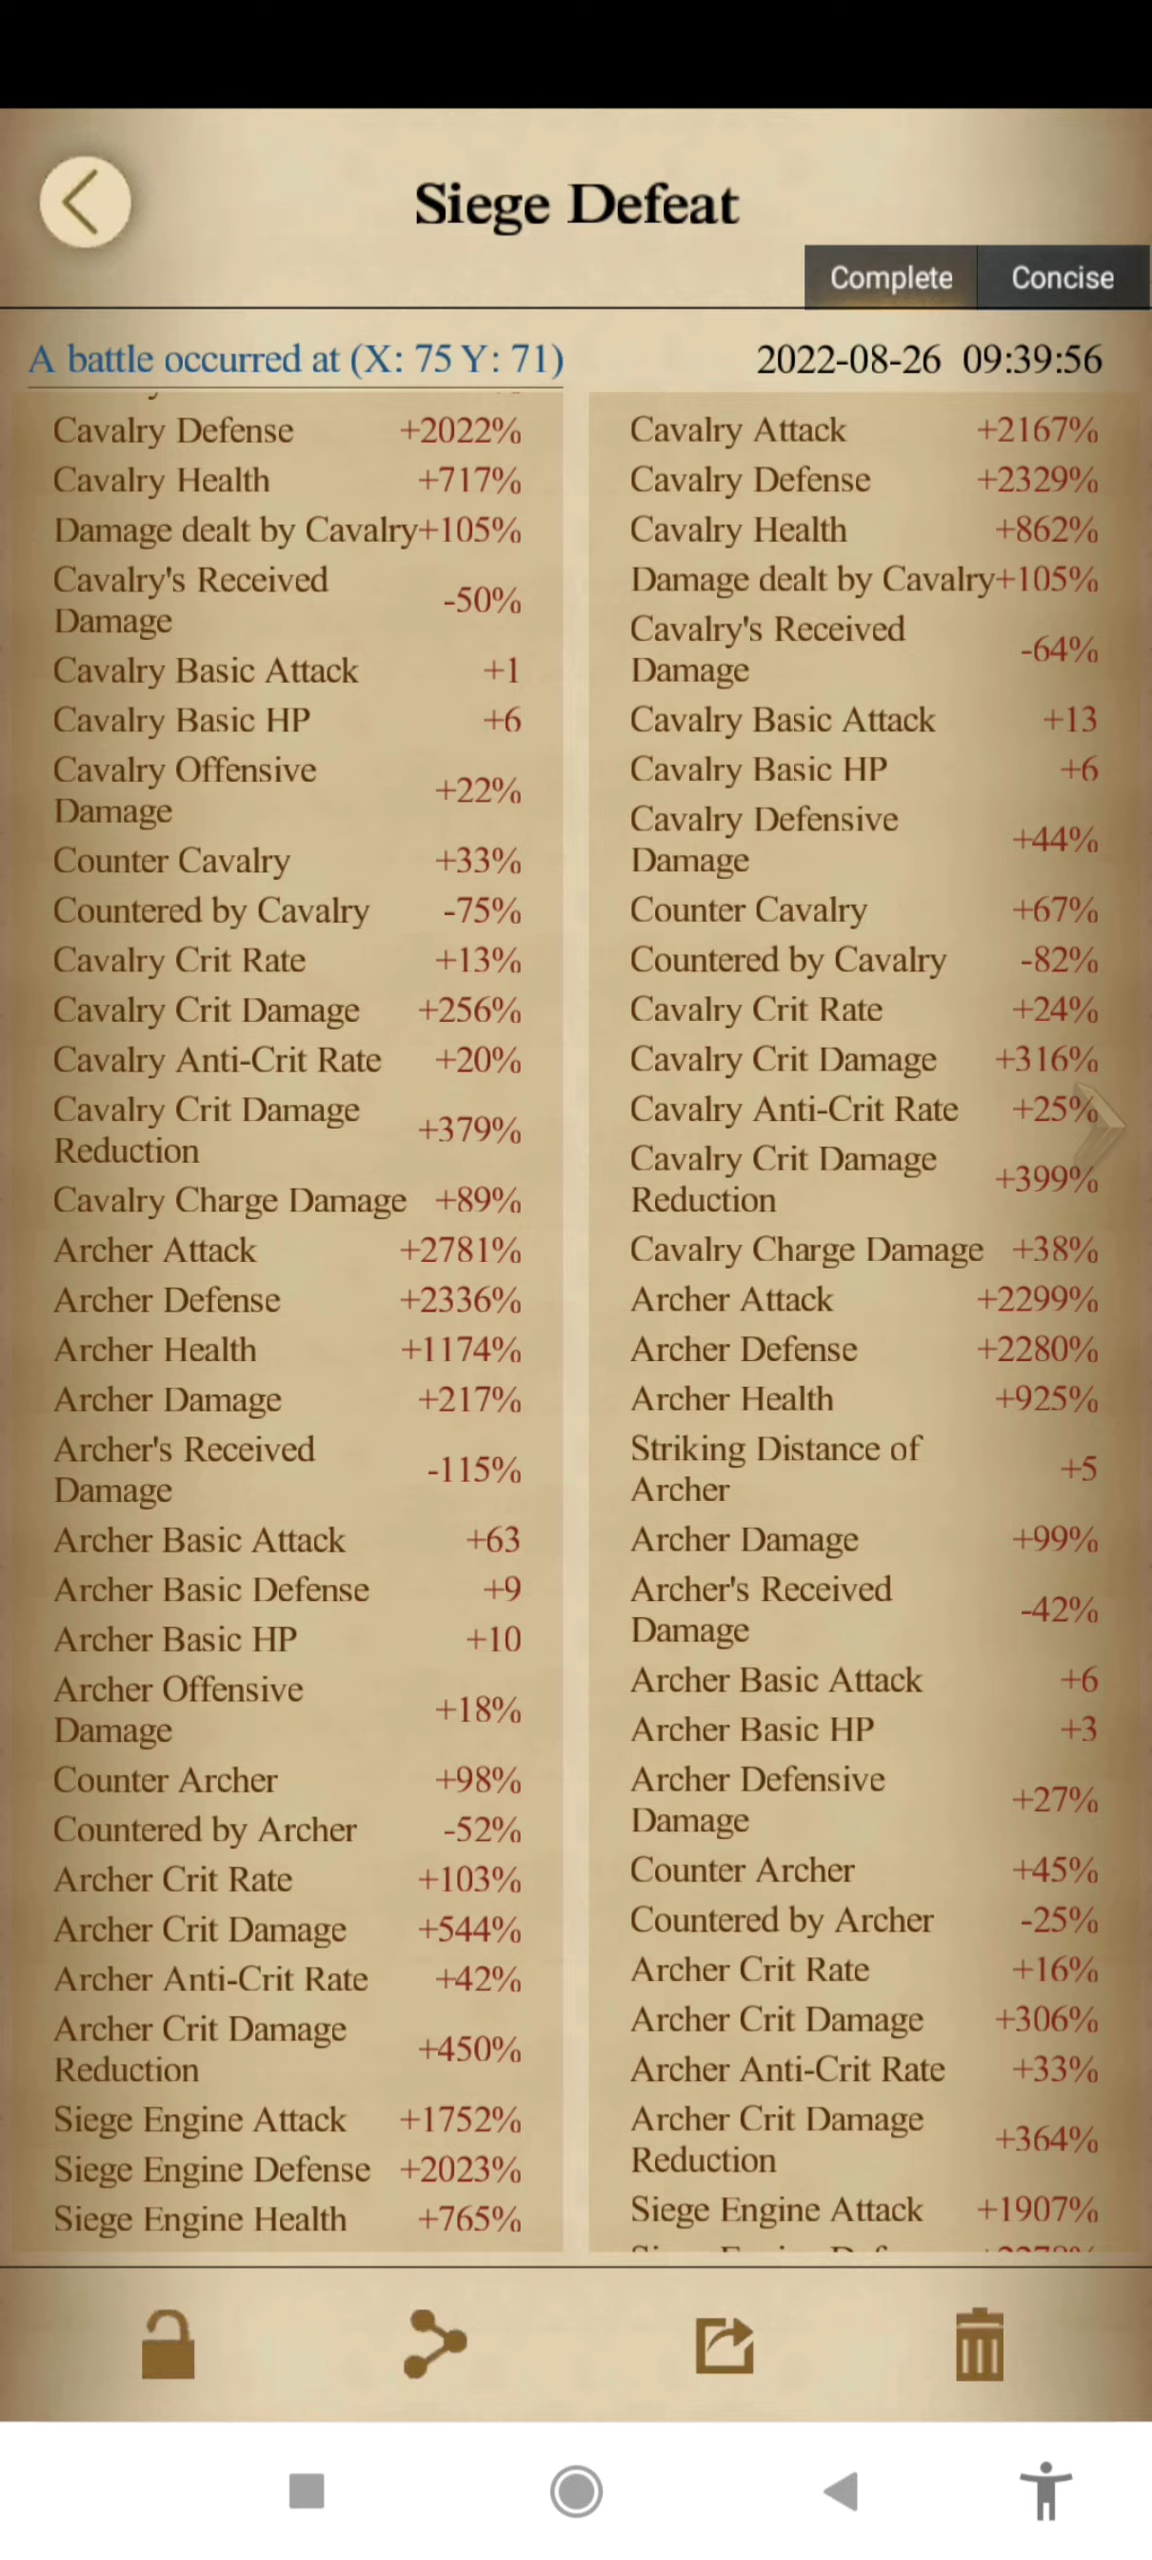 Siege Defeat
Complete Concise
A battle occurred at (X: 75 Y: 71) 2022-08-26 09:39:56
Cavalry Defense +2022%
Cavalry Health +717%
Damage dealt by Cavalry+105%
Cavalry's Received
Damage -50%
Cavalry Basic Attack +1
Cavalry Basic HP +6
Cavalry Offensive
Damage +22%
Counter Cavalry +33%
Countered by Cavalry -75%
Cavalry Crit Rate +13%
Cavalry Crit Damage +256%
Cavalry Anti-Crit Rate +20%
Cavalry Crit Damage
Reduction +379%
Cavalry Charge Damage +89%
Archer Attack +2781%
Archer Defense +2336%
Archer Health +1174%
Archer Damage +217%
Archer's Received
Damage -115%
Archer Basic Attack +63
Archer Basic Defense +9
Archer Basic HP +10
Archer Offensive
Damage +18%
Counter Archer +98%
Countered by Archer -52%
Archer Crit Rate +103%
Archer Crit Damage +544%
Archer Anti-Crit Rate +42%
Archer Crit Damage
Reduction +450%
Siege Engine Attack +1752%
Siege Engine Defense +2023%
Siege Engine Health +765%
Cavalry Attack +2167%
Cavalry Defense +2329%
Cavalry Health +862%
Damage dealt by Cavalry+105%
Cavalry's Received
Damage -64%
Cavalry Basic Attack +13
Cavalry Basic HP +6
Cavalry Defensive
Damage +44%
Counter Cavalry +67%
Countered by Cavalry -82%
Cavalry Crit Rate +24%
Cavalry Crit Damage +316%
Cavalry Anti-Crit Rate +25%
Cavalry Crit Damage
Reduction +399%
Cavalry Charge Damage +38%
Archer Attack +2299%
Archer Defense +2280%
Archer Health +925%
Striking Distance of
Archer +5
Archer Damage +99%
Archer's Received
Damage -42%
Archer Basic Attack +6
Archer Basic HP +3
Archer Defensive
Damage +27%
Counter Archer +45%
Countered by Archer -25%
Archer Crit Rate +16%
Archer Crit Damage +306%
Archer Anti-Crit Rate +33%
Archer Crit Damage
Reduction +364%
Siege Engine Attack +1907%